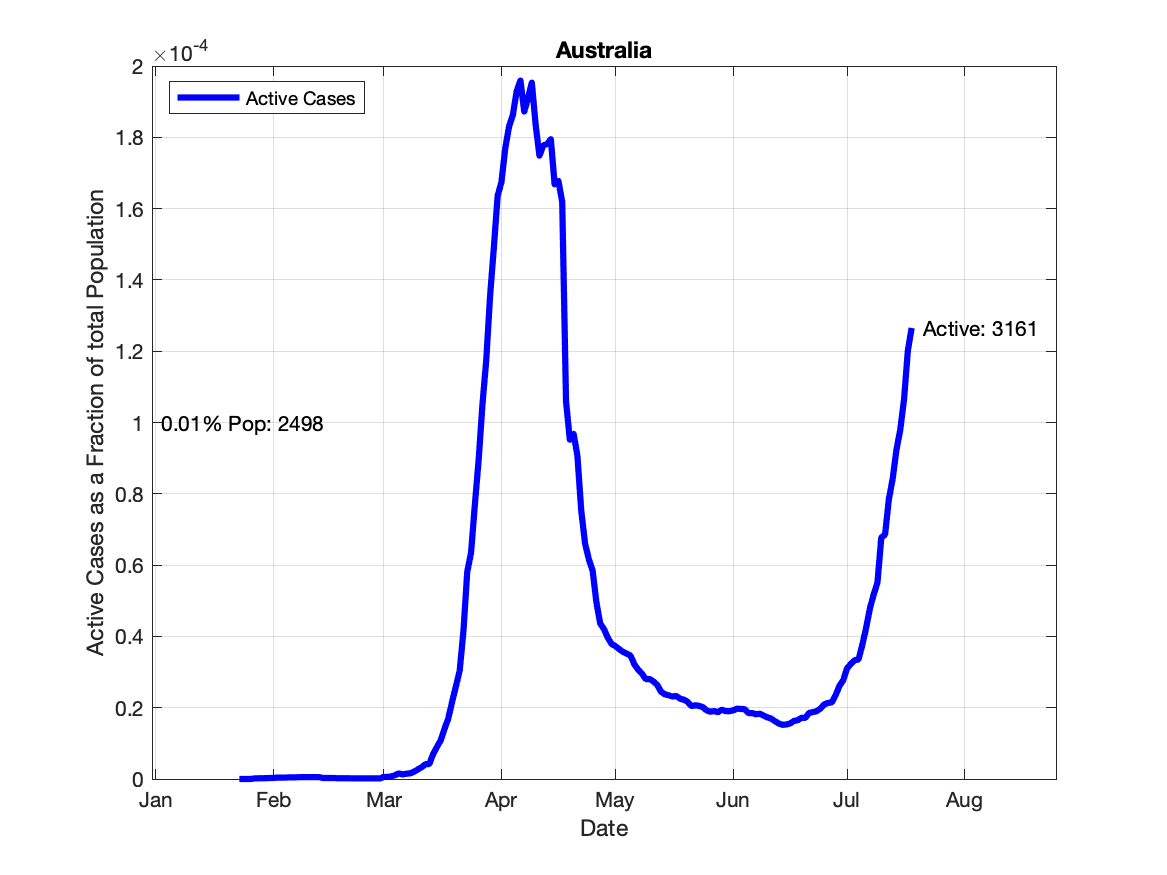 Australia
×10-4
2
Active Cases
1.8
1.6
1.4
Active: 3161
1.2
1
0.01% Pop: 2498
0.8
0.6
0.4
0.2
0
Active Cases as a Fraction of total Population
Jan Feb Mar Apr May Jun Jul Aug
Date